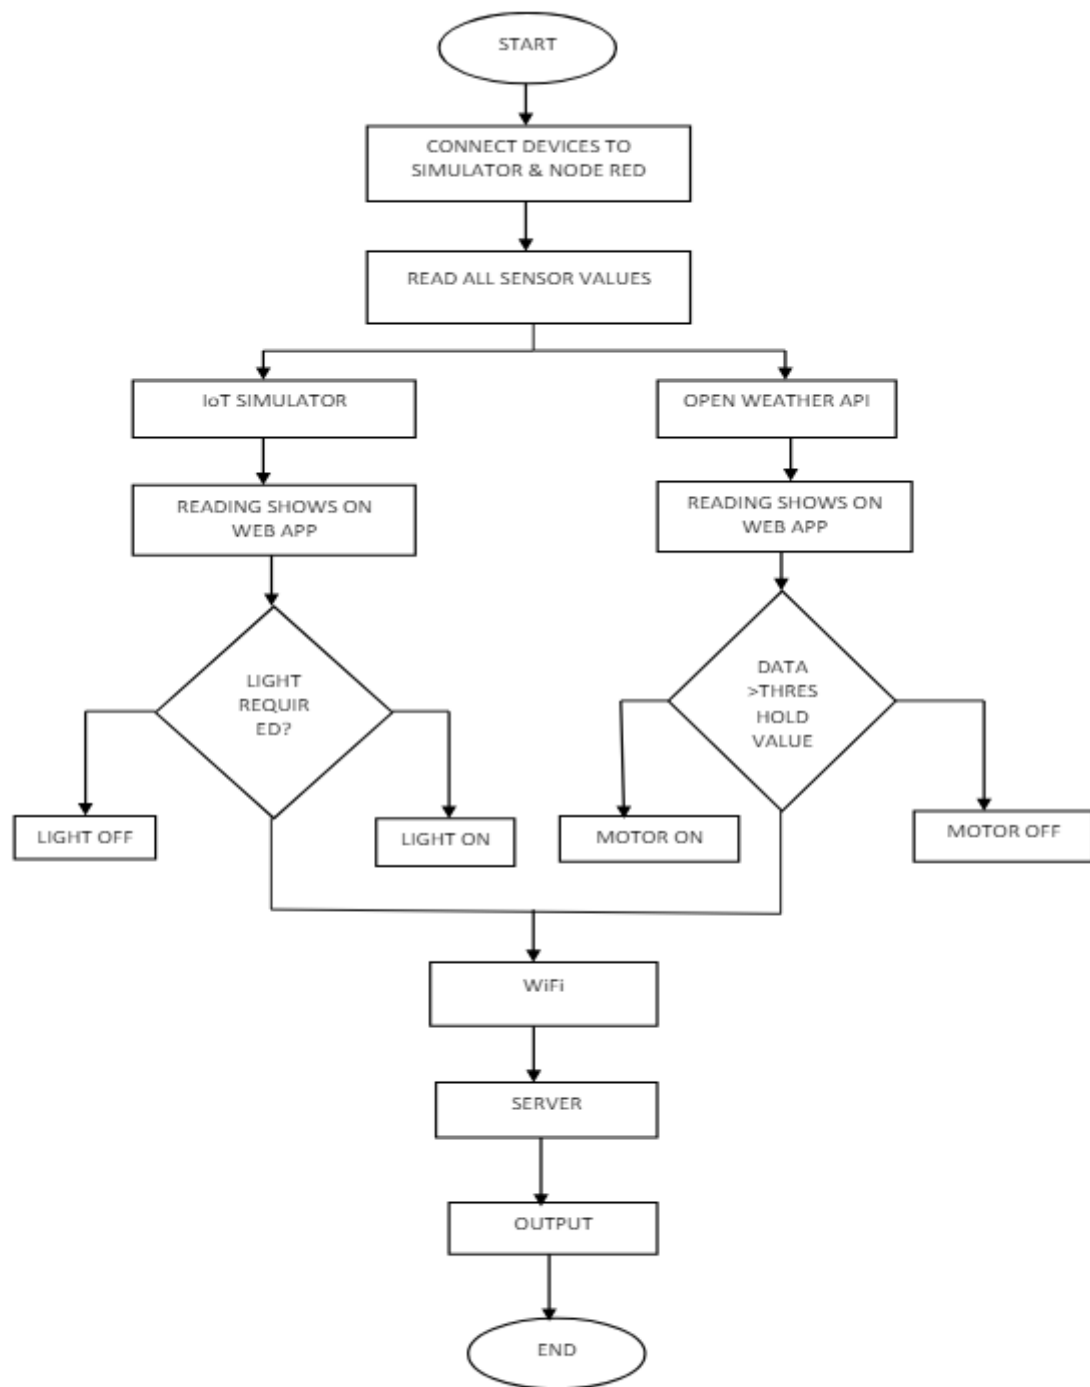 START
CONNECT DEVICES TO
SIMULATOR & NODE RED
READ ALL SENSOR VALUES
IoT SIMULATOR
OPEN WEATHER API
READING SHOWS ON
WEB APP
READING SHOWS ON
WEB APP
LIGHT
REQUIR
ED?
DATA
>THRES
HOLD
VALUE
LIGHT OFF
LIGHT ON
MOTOR ON
MOTOR OFF
WiFi
SERVER
OUTPUT
END